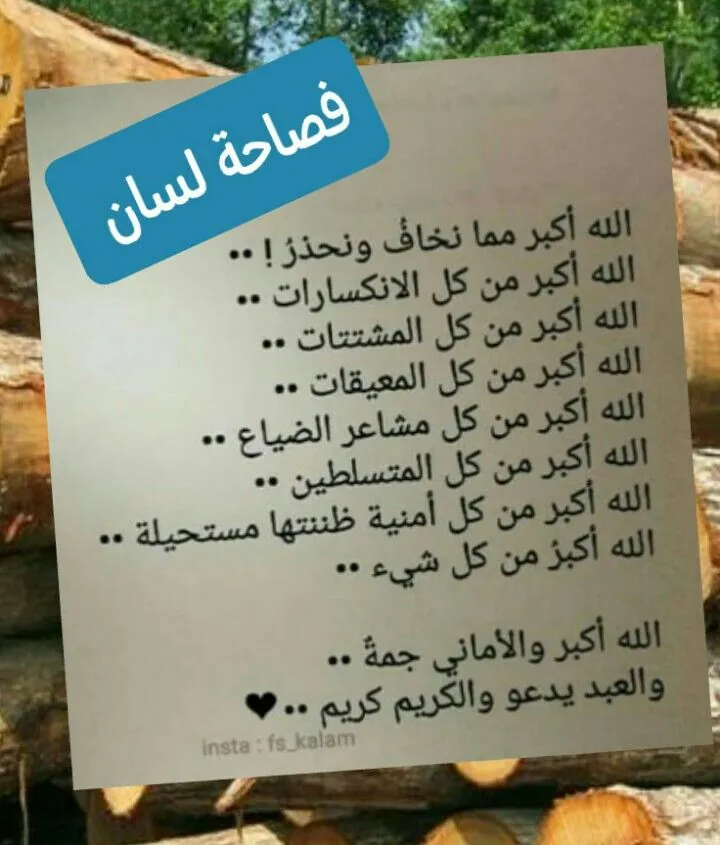 فصاحة لسان
الله أكبر مما نخافُ ونحذرُ ! ••
الله أكبر من كل الانكسارات ••
الله أكبر من كل المشتتات ••
الله أكبر من كل المعيقات ••
الله أكبر من كل مشاعر الضياع ••
الله أكبر من كل المتسلطين ••
الله أكبر من كل أمنية ظننتها مستحيلة ••
الله أكبرُ من كل شيء ••
الله أكبر والأماني جمةٌ ••
والعبد يدعو والكريم كريم ••♥
insta : fs_kalam